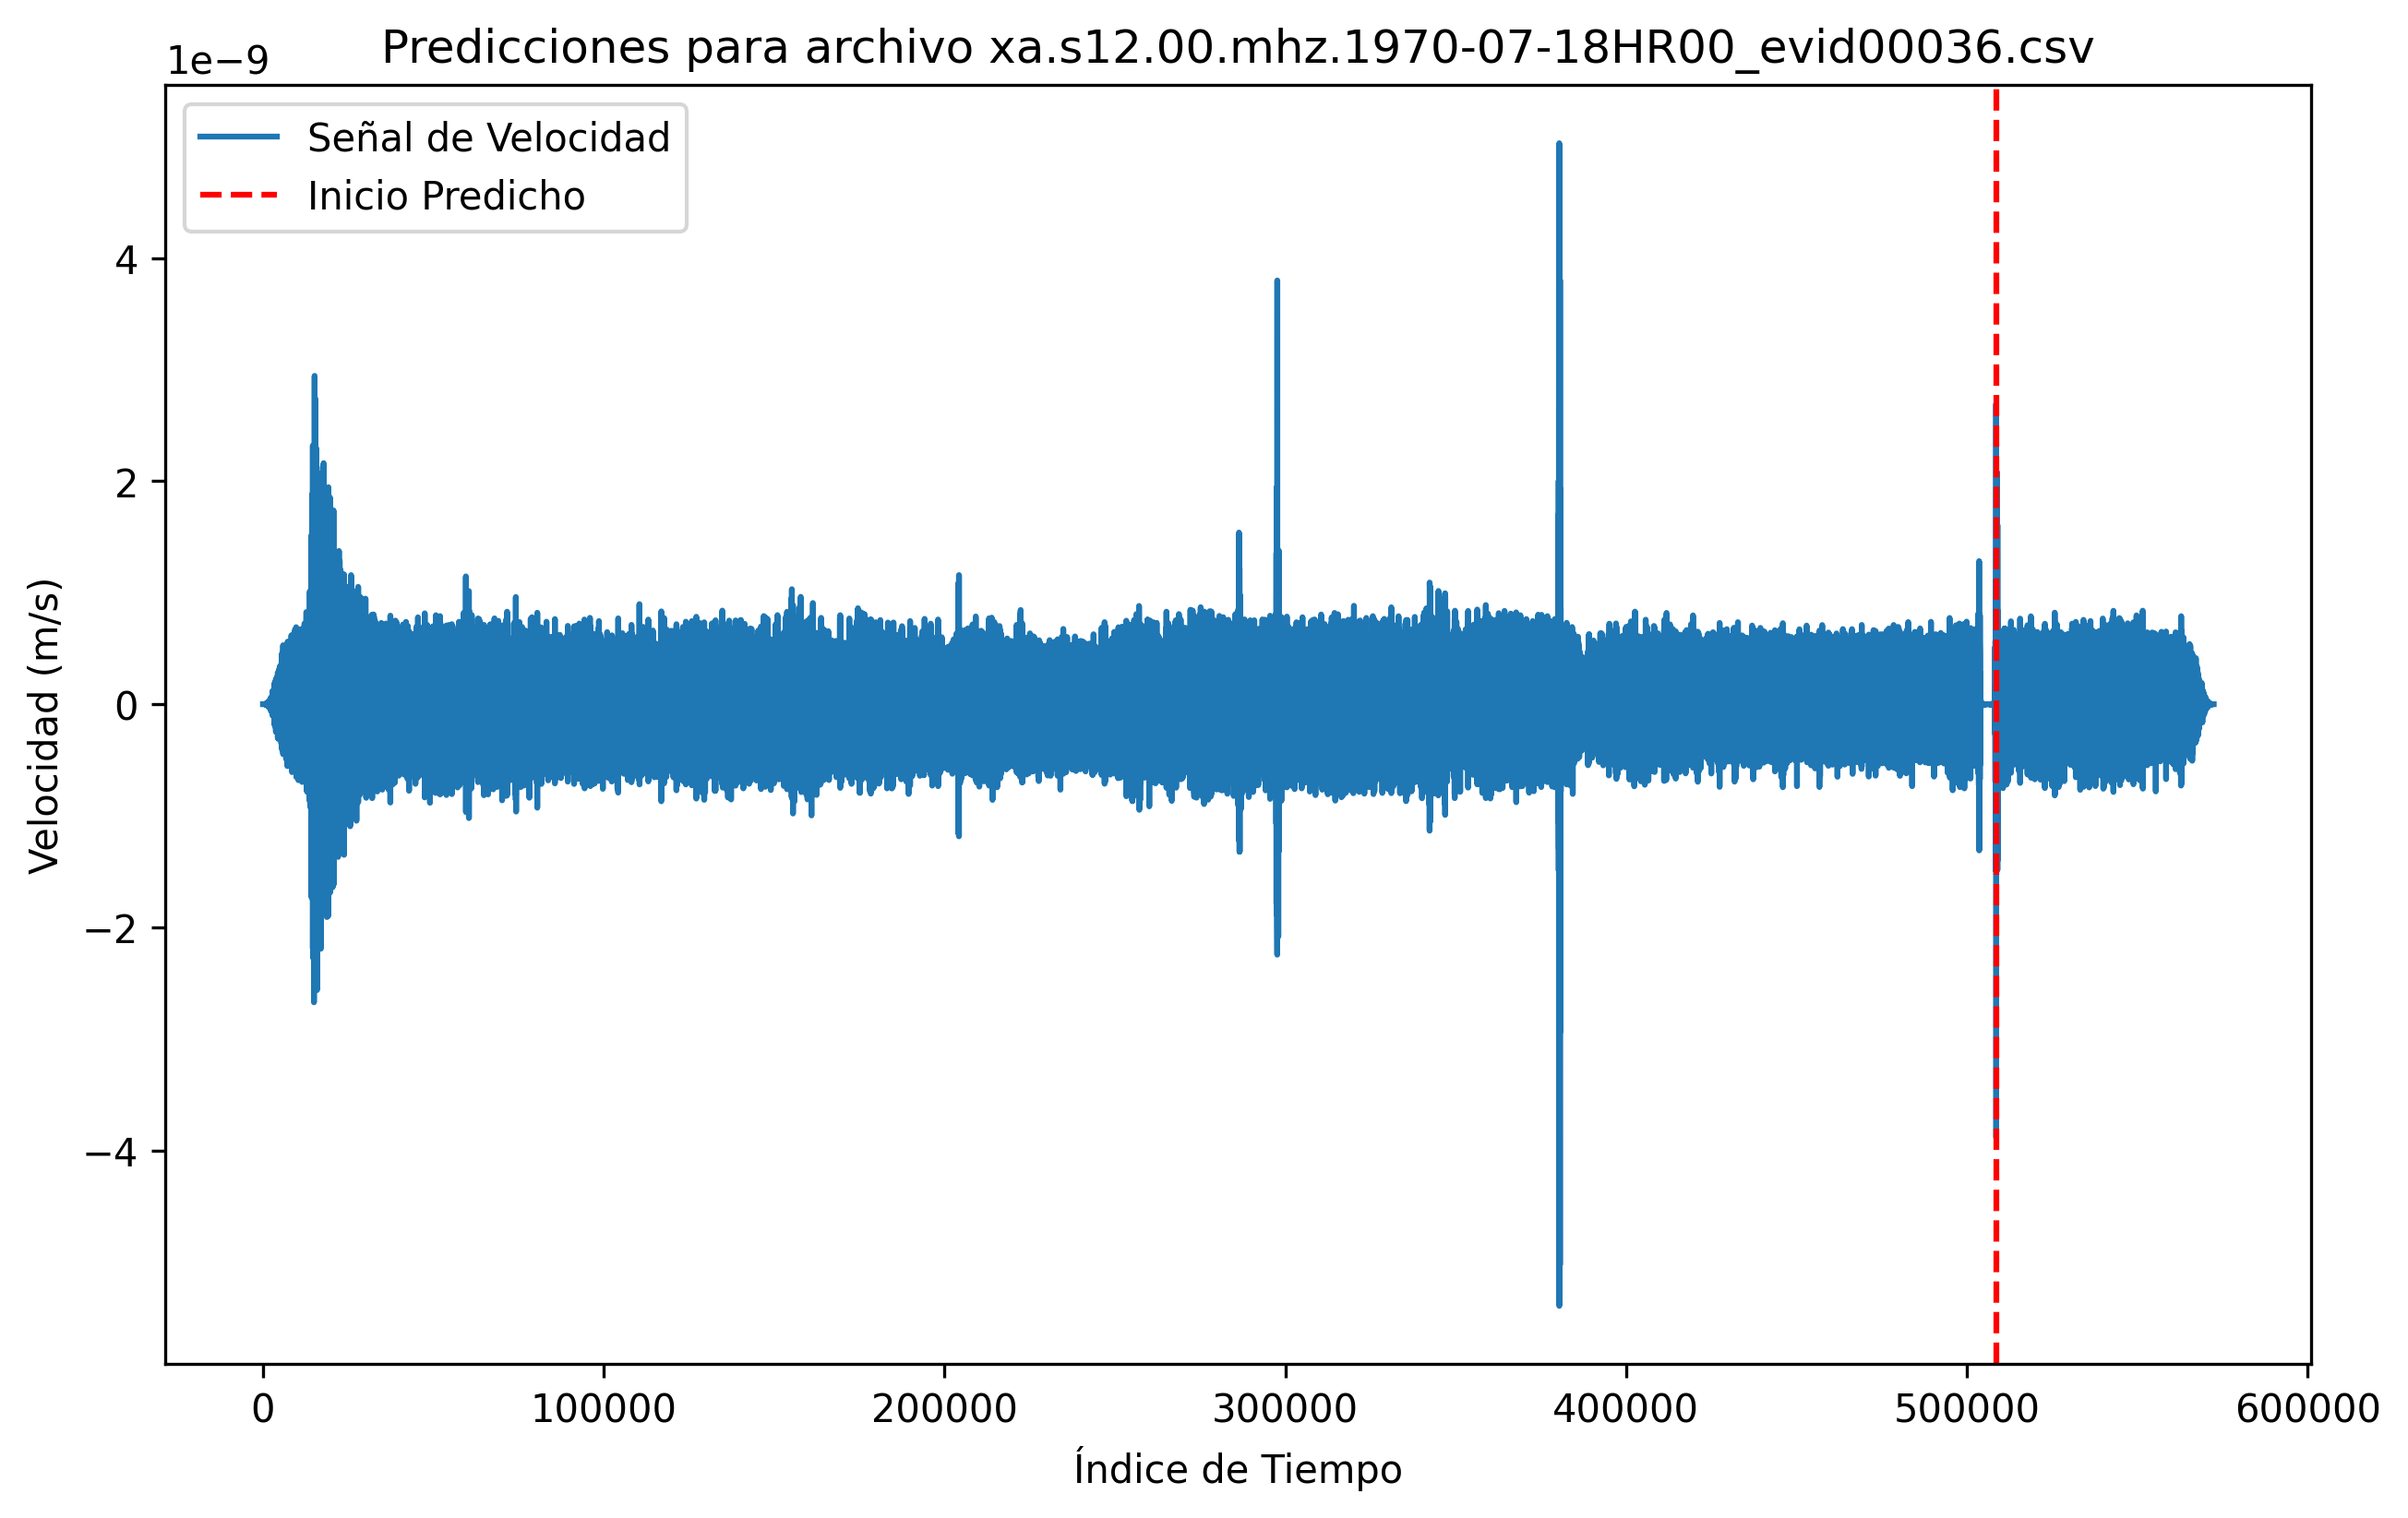 Predicciones para archivo xa.s12.00.mhz.1970-07-18HR00_evid00036.csv
1e−9
Señal de Velocidad
Inicio Predicho
4
2
0
−2
−4
Velocidad (m/s)
0 100000 200000 300000 400000 500000 600000
Índice de Tiempo